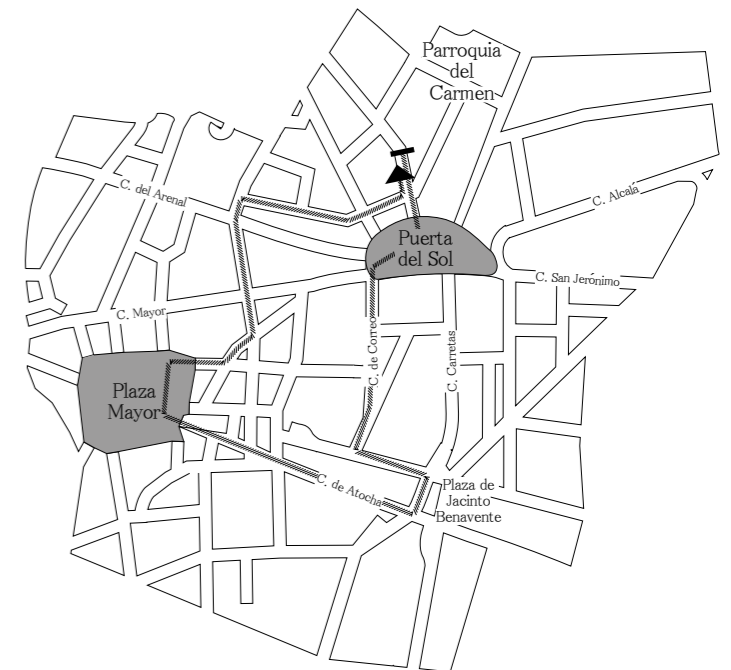 Parroquia
del
Carmen
C. del Arenal
C. Alcalá
Puerta
del Sol
C. San Jerónimo
C. Mayor
C. de Correo
C. Carretas
Plaza
Mayor
C. de Atocha
Plaza de
Jacinto
Benavente